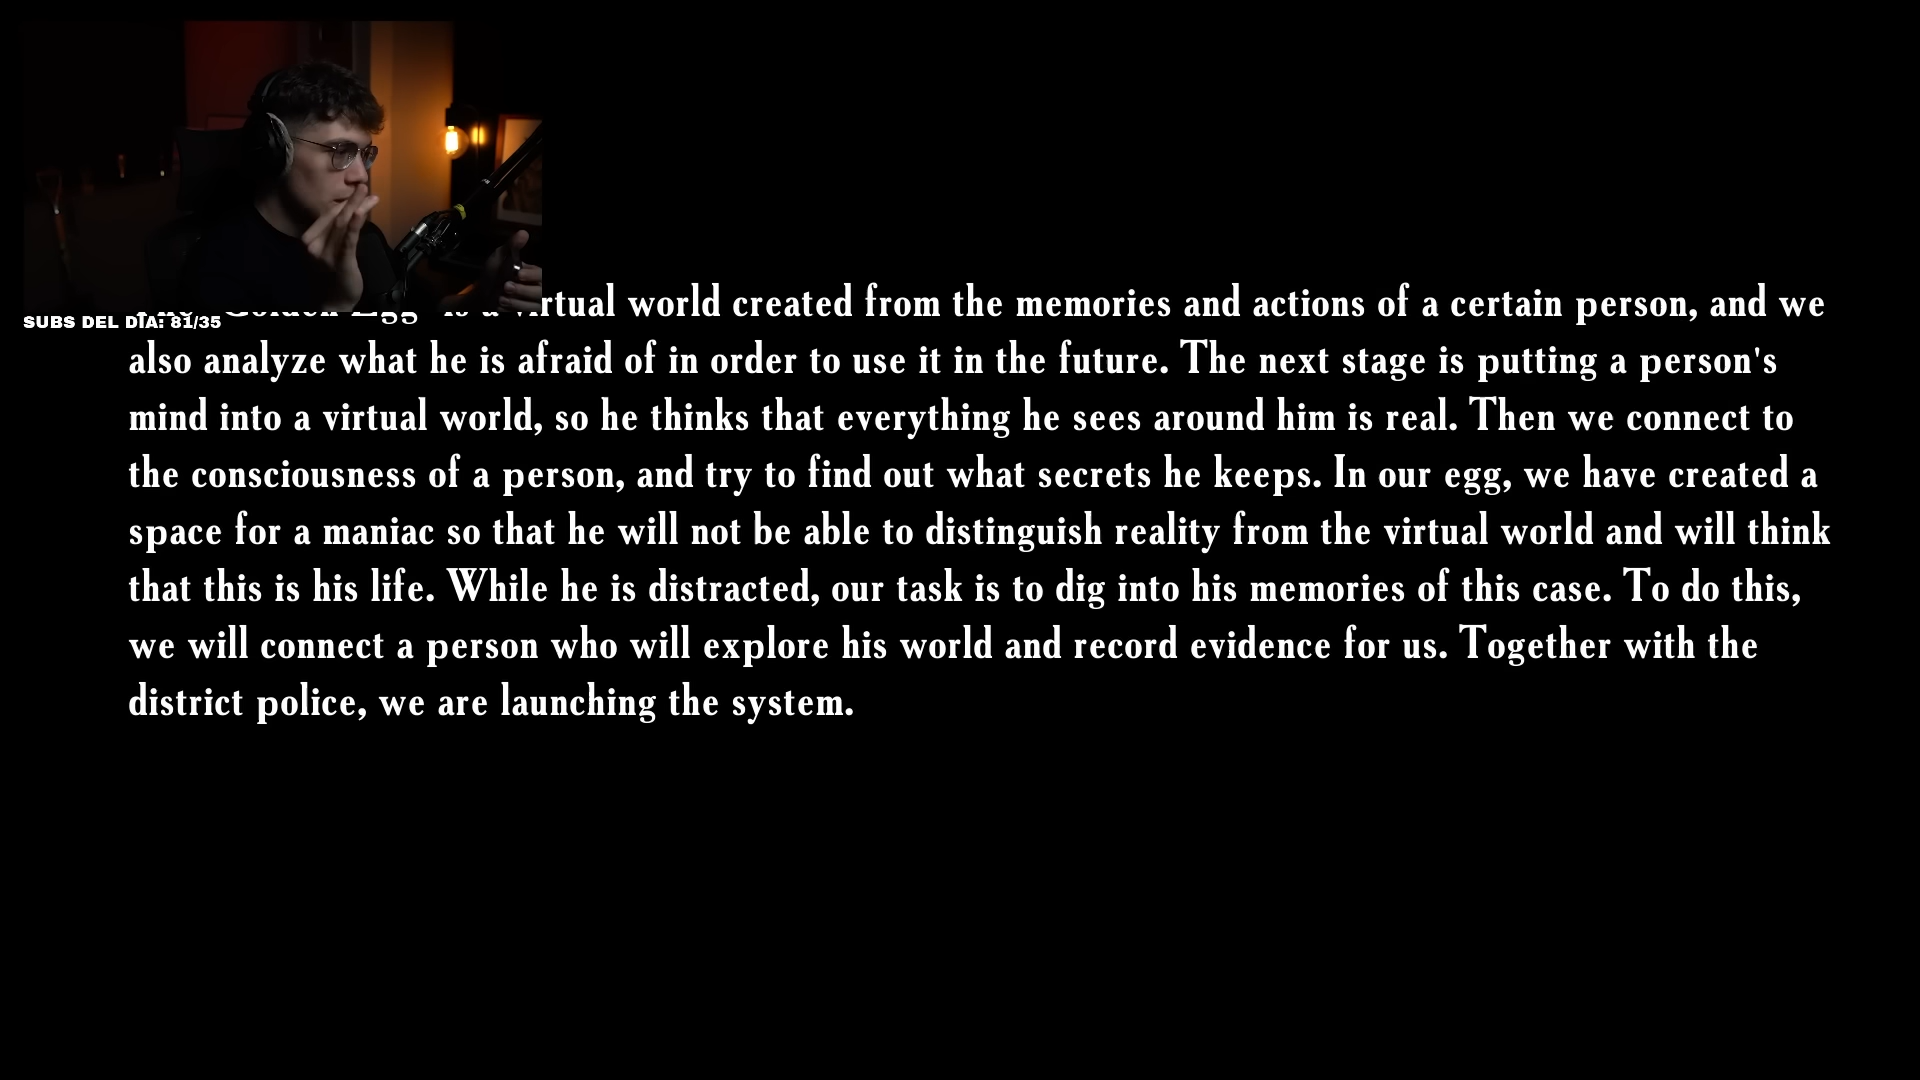 "Golden Egg" is a virtual world created from the memories and actions of a certain person, and we
SUBS DEL DÍA: 81/35
also analyze what he is afraid of in order to use it in the future. The next stage is putting a person's
mind into a virtual world, so he thinks that everything he sees around him is real. Then we connect to
the consciousness of a person, and try to find out what secrets he keeps. In our egg, we have created a
space for a maniac so that he will not be able to distinguish reality from the virtual world and will think
that this is his life. While he is distracted, our task is to dig into his memories of this case. To do this,
we will connect a person who will explore his world and record evidence for us. Together with the
district police, we are launching the system.